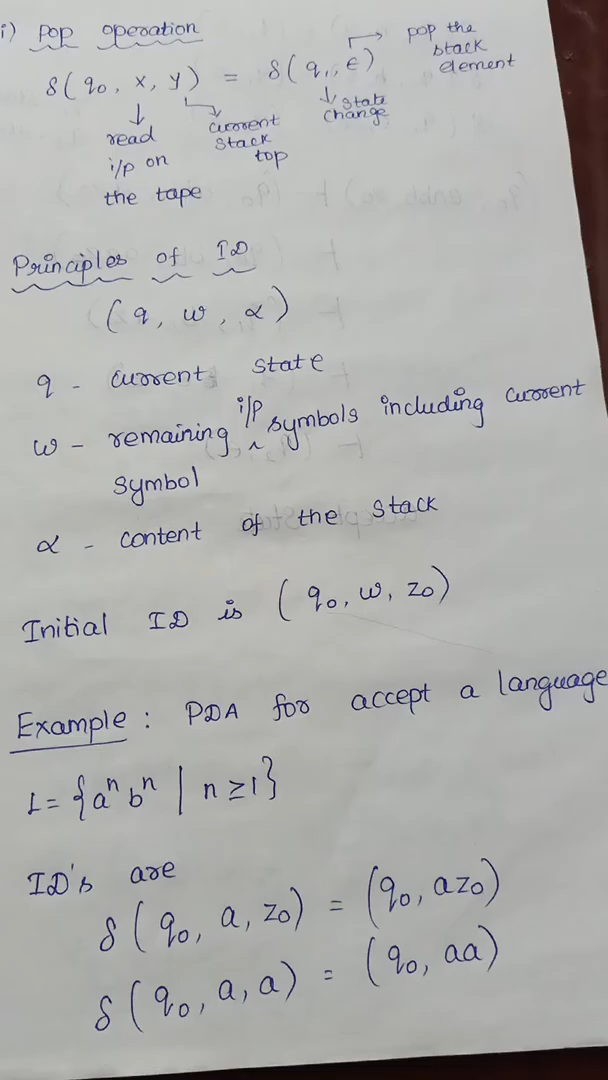 i) Pop operation
δ(q0, x, y) = δ(q1, ε)
pop the stack element
state change
read i/p on the tape
current stack top
Principles of ID
(q, w, α)
q - current state
w - remaining i/p symbols including current
symbol
α - content of the stack
Initial ID is (q0, w, z0)
Example: PDA for accept a language
L = {aⁿ bⁿ | n ≥ 1}
ID's are
δ(q0, a, z0) = (q0, az0)
δ(q0, a, a) = (q0, aa)